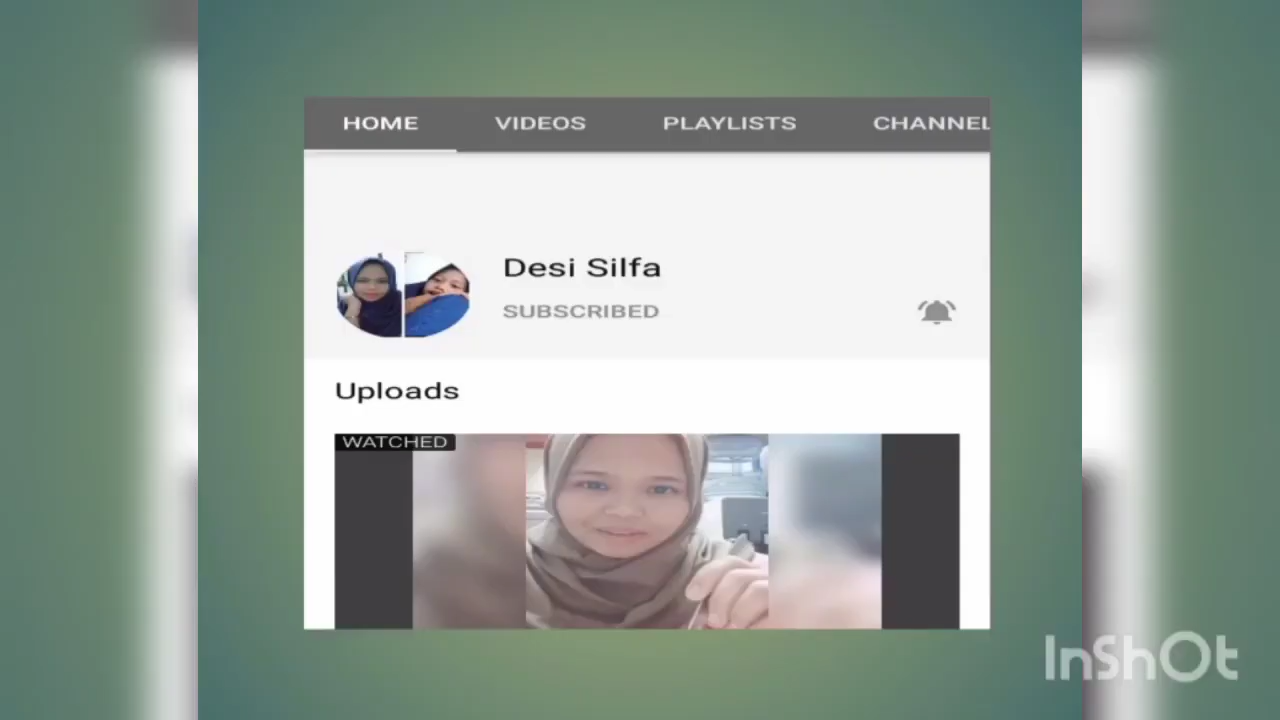 HOME VIDEOS PLAYLISTS CHANNEL
Desi Silfa
SUBSCRIBED
Uploads
WATCHED
InShOt